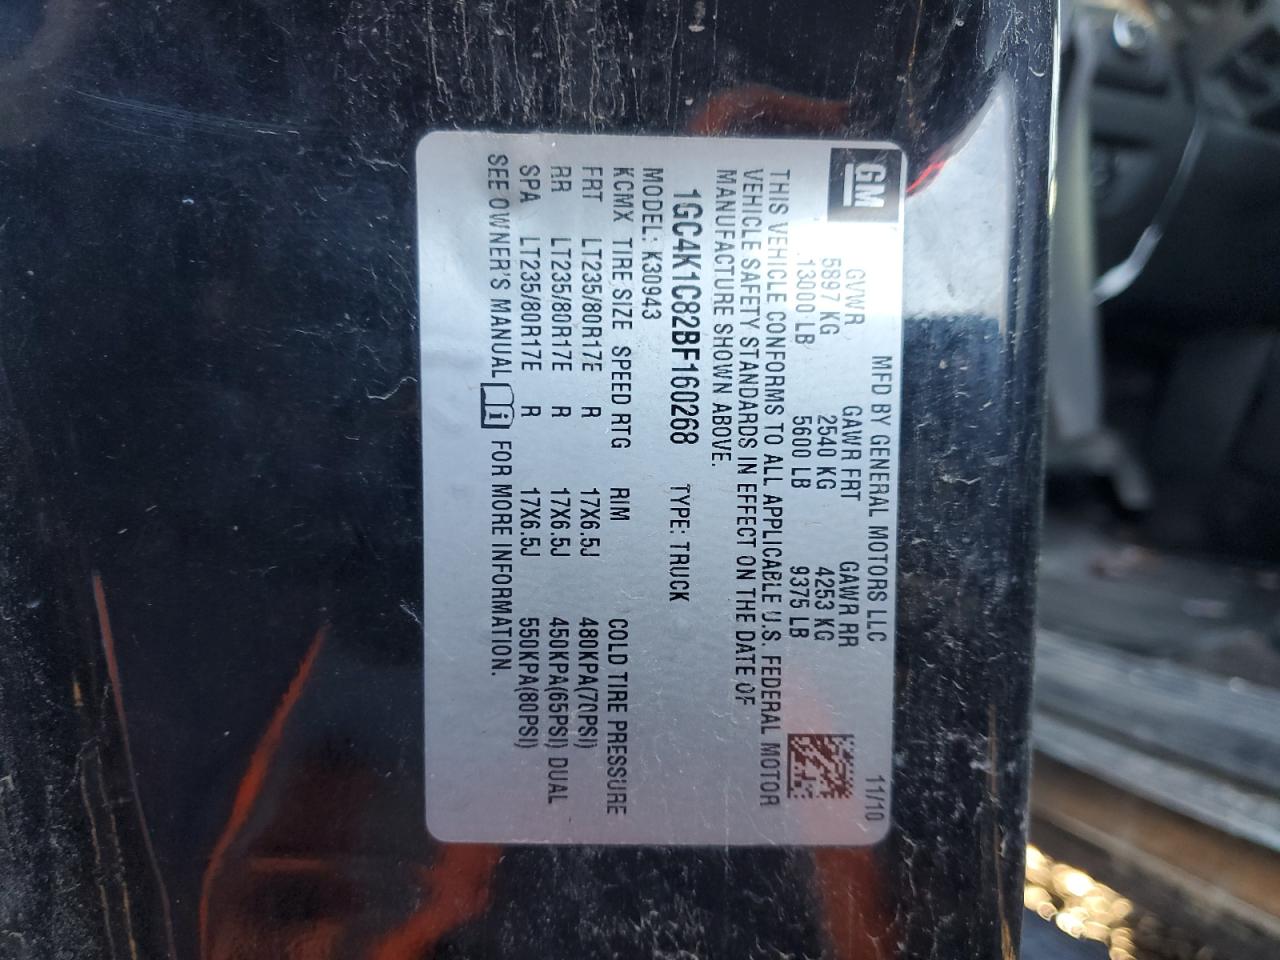 GM
MFD BY GENERAL MOTORS LLC 11/10
GVWR GAWR FRT GAWR RR
5897 KG 2540 KG 4253 KG
13000 LB 5600 LB 9375 LB
THIS VEHICLE CONFORMS TO ALL APPLICABLE U.S. FEDERAL MOTOR
VEHICLE SAFETY STANDARDS IN EFFECT ON THE DATE OF
MANUFACTURE SHOWN ABOVE.
1GC4K1C82BF160268 TYPE: TRUCK
MODEL: K30943
KCMX TIRE SIZE SPEED RTG RIM COLD TIRE PRESSURE
FRT LT235/80R17E R 17X6.5J 480KPA(70PSI)
RR LT235/80R17E R 17X6.5J 450KPA(65PSI) DUAL
SPA LT235/80R17E R 17X6.5J 550KPA(80PSI)
SEE OWNER'S MANUAL i FOR MORE INFORMATION.